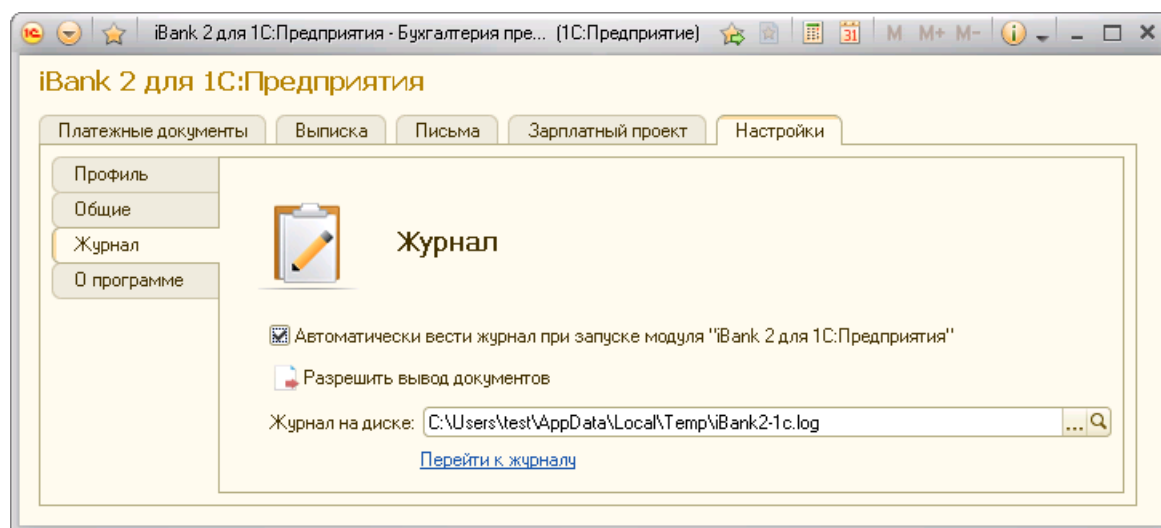 iBank 2 для 1С:Предприятия - Бухгалтерия пре... (1С:Предприятие) 31 M M+ M-
iBank 2 для 1С:Предприятия
Платежные документы Выписка Письма Зарплатный проект Настройки
Профиль
Общие
Журнал
О программе
Журнал
Автоматически вести журнал при запуске модуля "iBank 2 для 1С:Предприятия"
Разрешить вывод документов
Журнал на диске: C:\Users\test\AppData\Local\Temp\iBank2-1c.log ...
Перейти к журналу